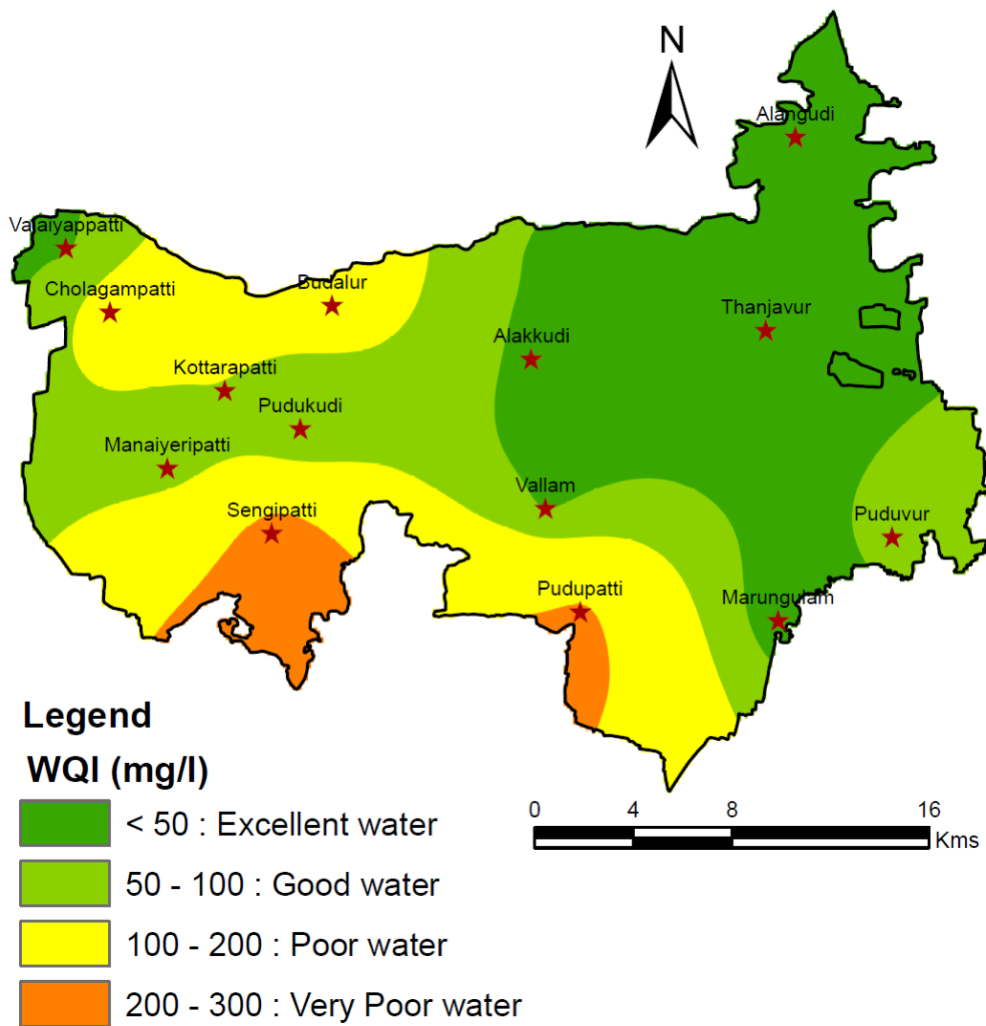 N
Alangudi
Vajaiyappatti
Cholagampatti
Budalur
Thanjavur
Alakkudi
Kottarapatti
Pudukudi
Manaiyeripatti
Vallam
Sengipatti
Puduvur
Pudupatti
Marungulam
Legend
WQI (mg/l)
< 50 : Excellent water
50 - 100 : Good water
100 - 200 : Poor water
200 - 300 : Very Poor water
0 4 8 16
Kms